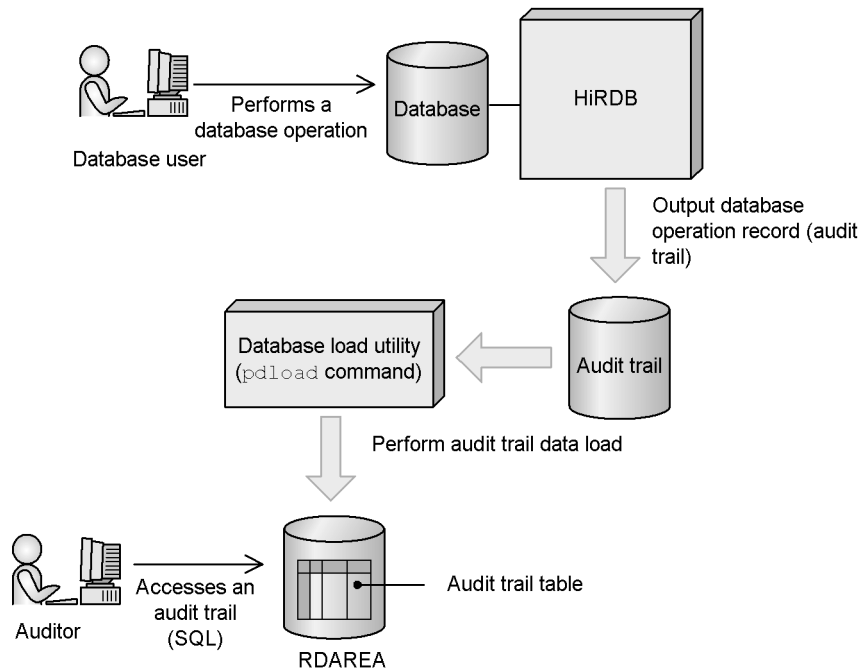 Database user
Performs a
database operation
Database
HiRDB
Output database
operation record (audit
trail)
Database load utility
(pdload command)
Audit trail
Perform audit trail data load
Auditor
Accesses an
audit trail
(SQL)
Audit trail table
RDAREA